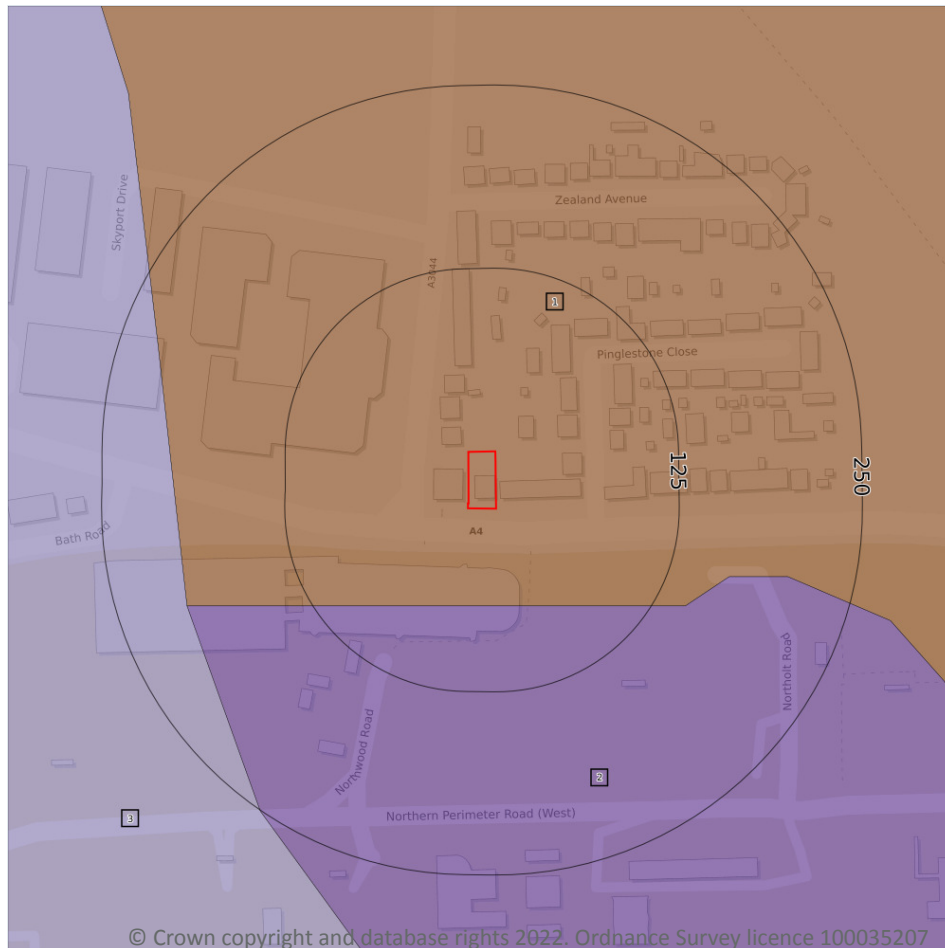 Skyport Drive
Zealand Avenue
A3044
1
Pinglestone Close
125
250
Bath Road
A4
Northolt Road
Northwood Road
2
3
Northern Perimeter Road (West)
© Crown copyright and database rights 2022. Ordnance Survey licence 100035207